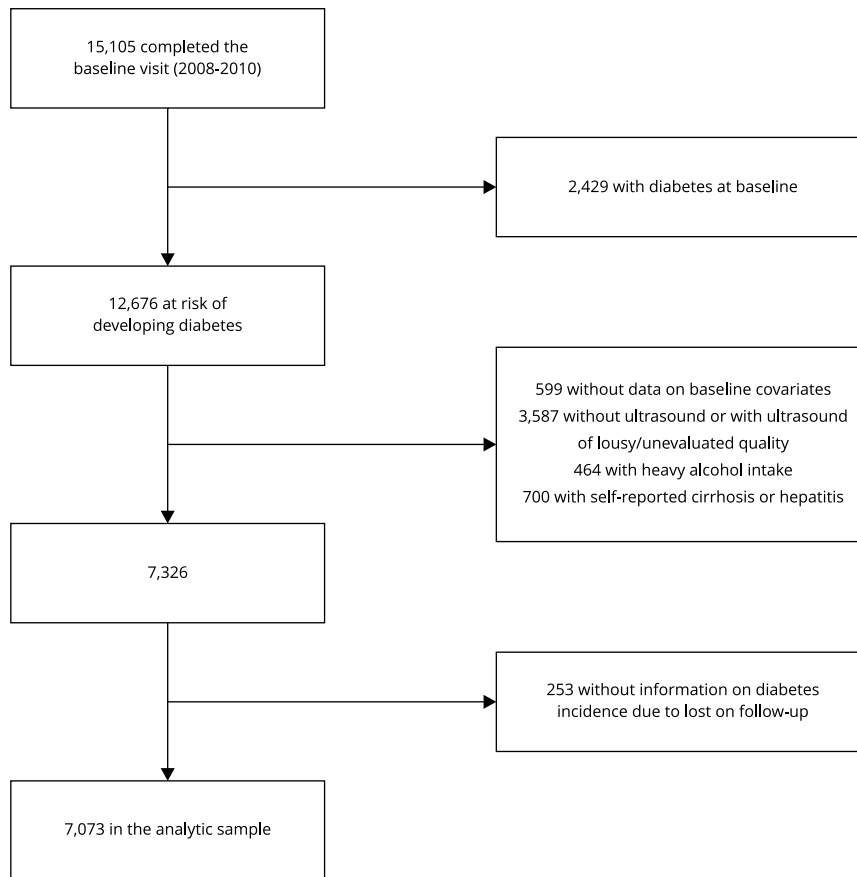 15,105 completed the
baseline visit (2008-2010)
2,429 with diabetes at baseline
12,676 at risk of
developing diabetes
599 without data on baseline covariates
3,587 without ultrasound or with ultrasound
of lousy/unevaluated quality
464 with heavy alcohol intake
700 with self-reported cirrhosis or hepatitis
7,326
253 without information on diabetes
incidence due to lost on follow-up
7,073 in the analytic sample